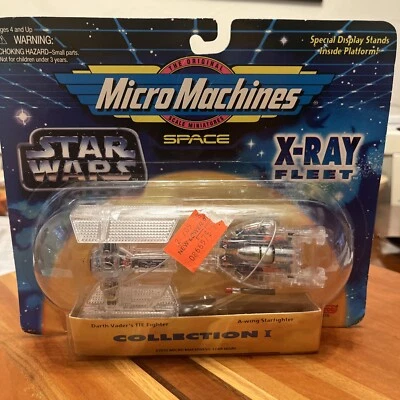 Ages 4 and Up
WARNING:
CHOKING HAZARD-Small parts.
Not for children under 3 years.
Special Display Stands
Inside Platform!
THE ORIGINAL
Micro Machines
SCALE MINIATURES
SPACE
STAR
WARS
X-RAY
FLEET
Darth Vader's TIE Fighter
A-wing Starfighter
COLLECTION I